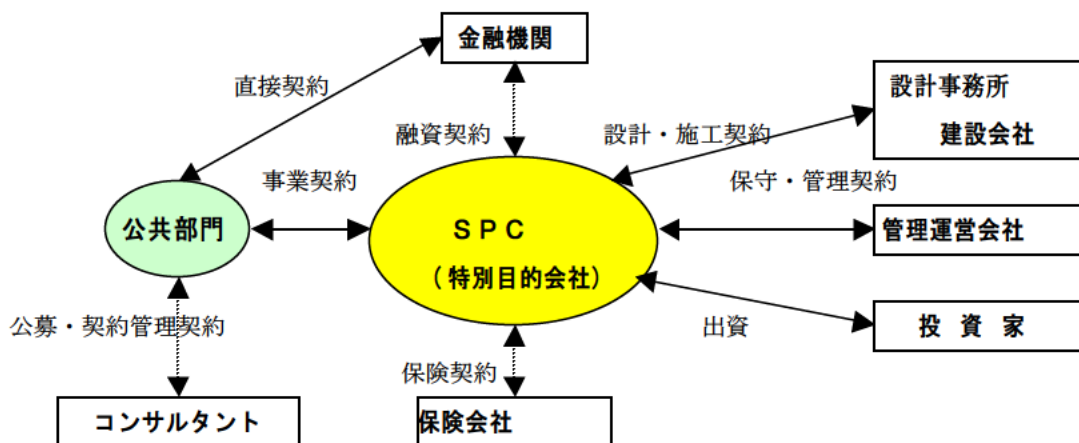 金融機関
直接契約
設計事務所
建設会社
融資契約
設計・施工契約
事業契約
保守・管理契約
公共部門
ＳＰＣ
（特別目的会社）
管理運営会社
公募・契約管理契約
出資
投資家
保険契約
コンサルタント
保険会社